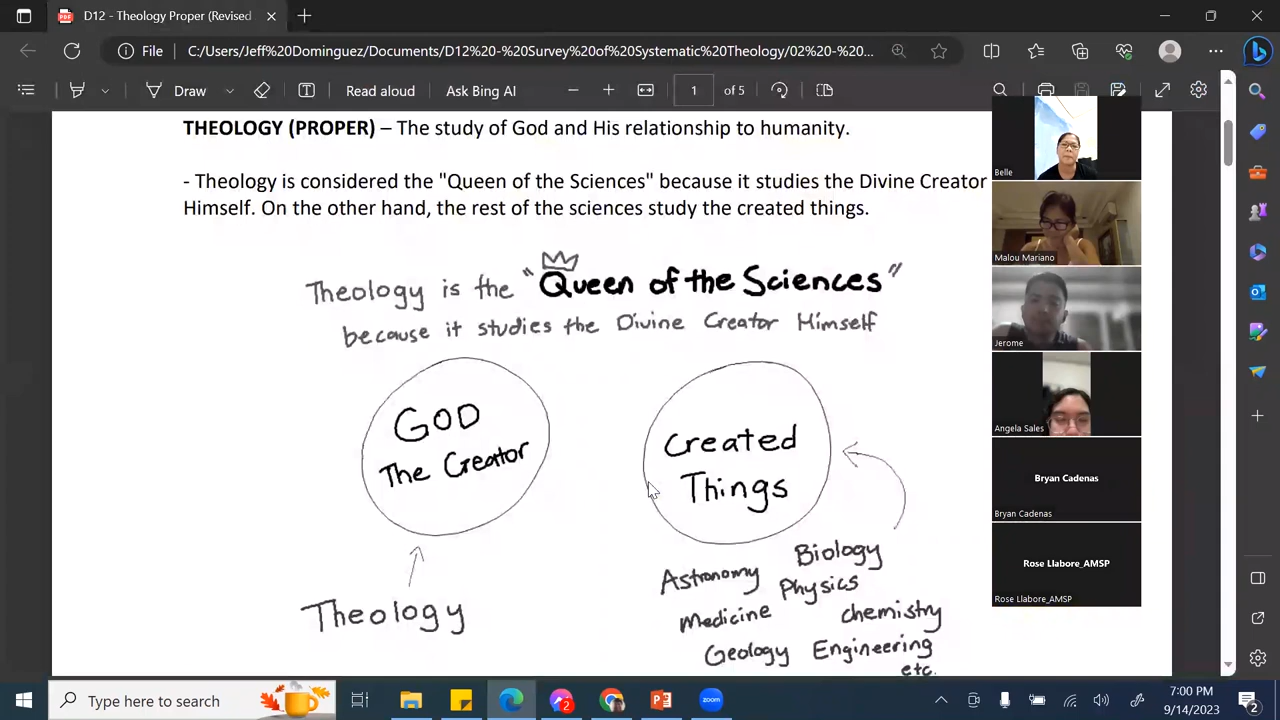 D12 - Theology Proper (Revised
File
C:/Users/Jeff%20Dominguez/Documents/D12%20-%20Survey%20of%20Systematic%20Theology/02%20-%20...
Draw
Read aloud
Ask Bing AI
1
of 5
THEOLOGY (PROPER) – The study of God and His relationship to humanity.
- Theology is considered the "Queen of the Sciences" because it studies the Divine Creator
Himself. On the other hand, the rest of the sciences study the created things.
Theology is the "Queen of the Sciences"
because it studies the Divine Creator Himself
GOD
The Creator
Created
Things
Theology
Astronomy
Biology
Physics
Medicine
chemistry
Geology
Engineering
etc.
Belle
Malou Mariano
Jerome
Angela Sales
Bryan Cadenas
Bryan Cadenas
Rose Llabore_AMSP
Rose Llabore_AMSP
Type here to search
2
zoom
7:00 PM
9/14/2023
2